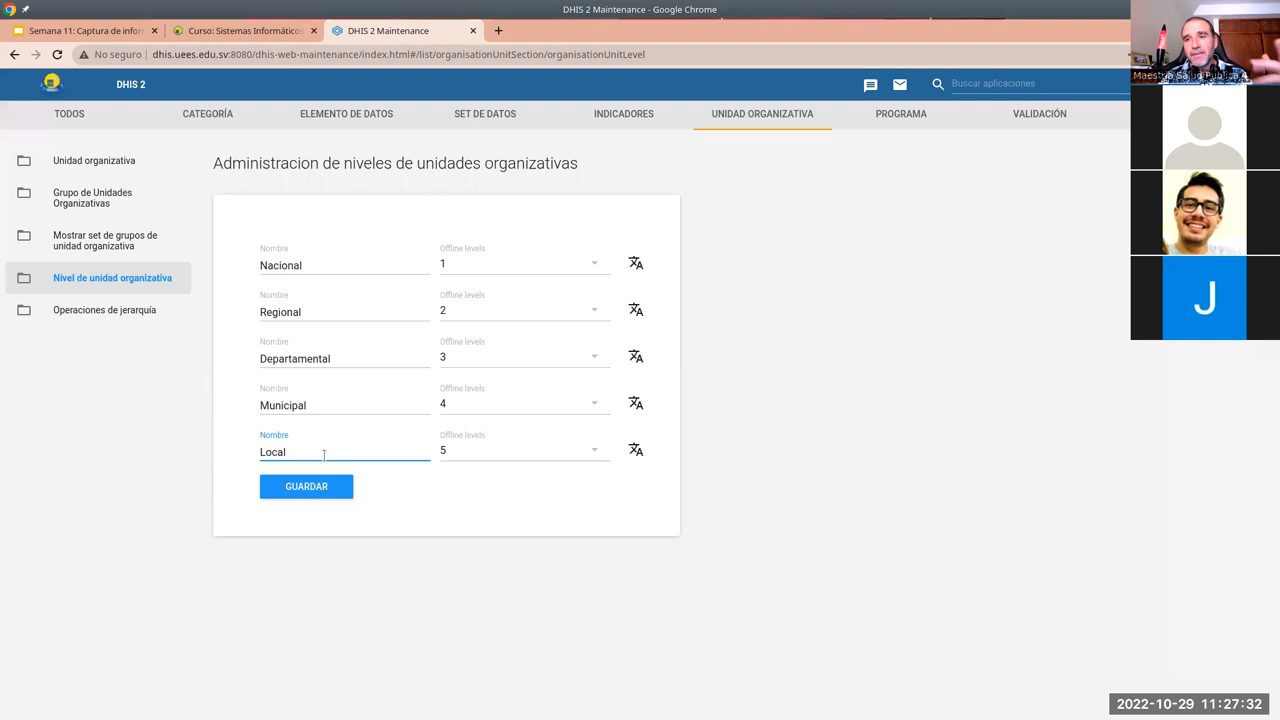 DHIS 2 Maintenance - Google Chrome
Semana 11: Captura de infor
Curso: Sistemas Informáticos
DHIS 2 Maintenance
No seguro
dhis.uees.edu.sv:8080/dhis-web-maintenance/index.html#/list/organisationUnitSection/organisationUnitLevel
Maestría Salud Pública 4
DHIS 2
Buscar aplicaciones
TODOS
CATEGORÍA
ELEMENTO DE DATOS
SET DE DATOS
INDICADORES
UNIDAD ORGANIZATIVA
PROGRAMA
VALIDACIÓN
Unidad organizativa
Grupo de Unidades
Organizativas
Mostrar set de grupos de
unidad organizativa
Nivel de unidad organizativa
Operaciones de jerarquía
Administracion de niveles de unidades organizativas
Nombre
Offline levels
Nacional
1
Nombre
Offline levels
Regional
2
Nombre
Offline levels
Departamental
3
Nombre
Offline levels
Municipal
4
Nombre
Offline levels
Local
5
GUARDAR
J
2022-10-29 11:27:32